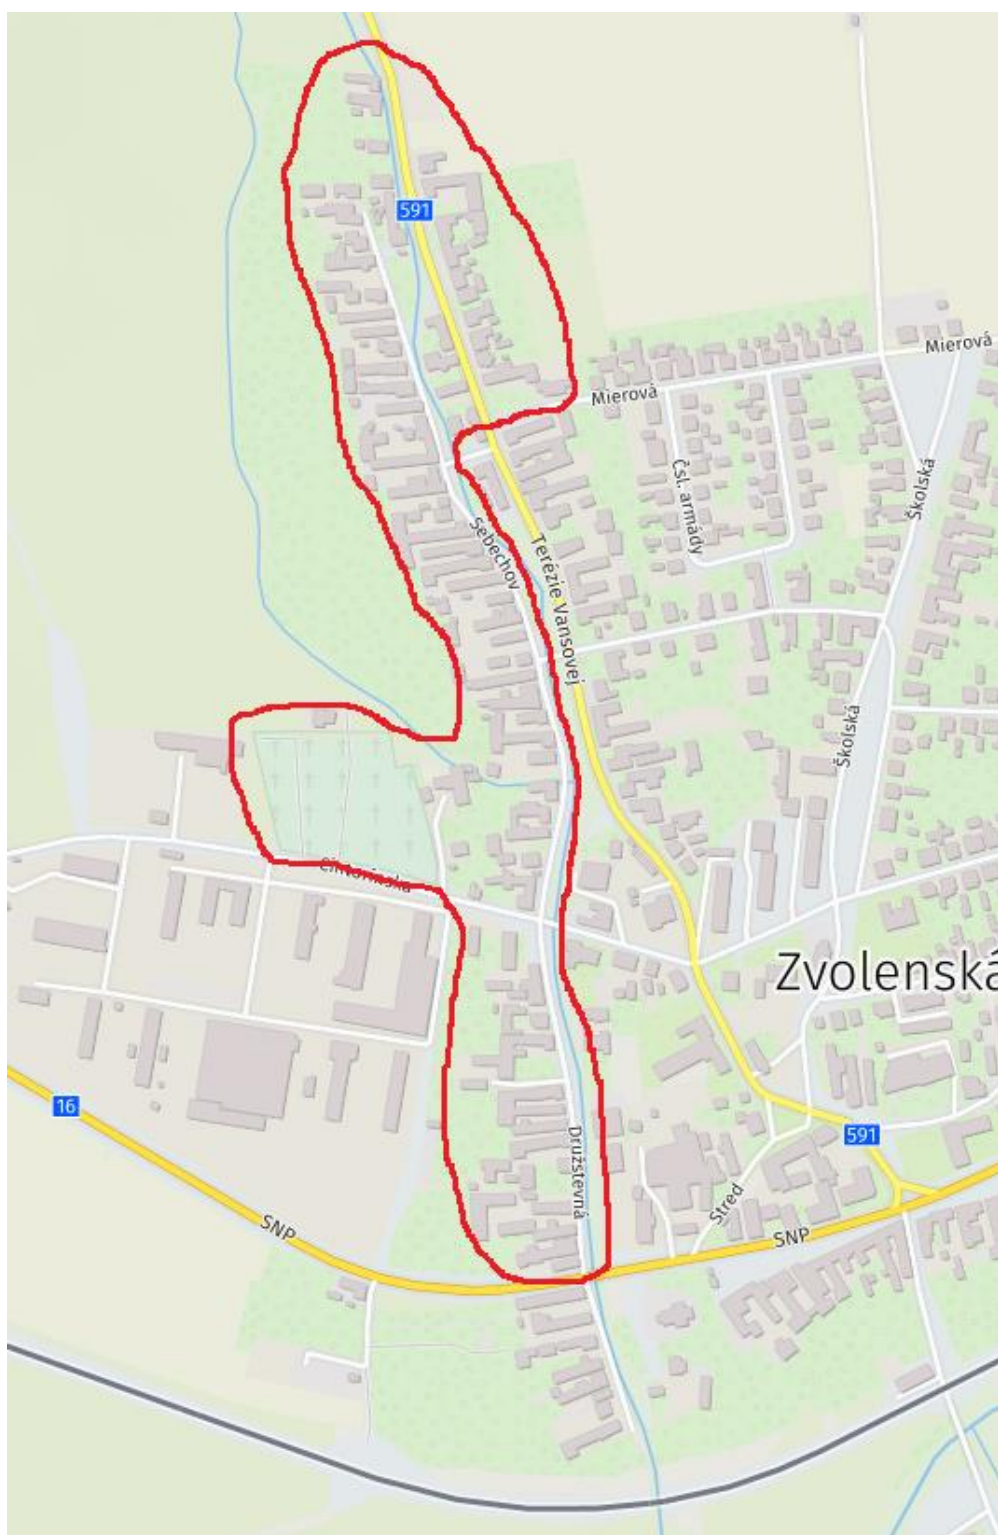 591
Mierová
Mierová
Čsl. armády
Školská
Sebechov
Terézie Vansovej
Školská
Cintorínska
Zvolenská
16
591
Družstevná
Stred
SNP
SNP